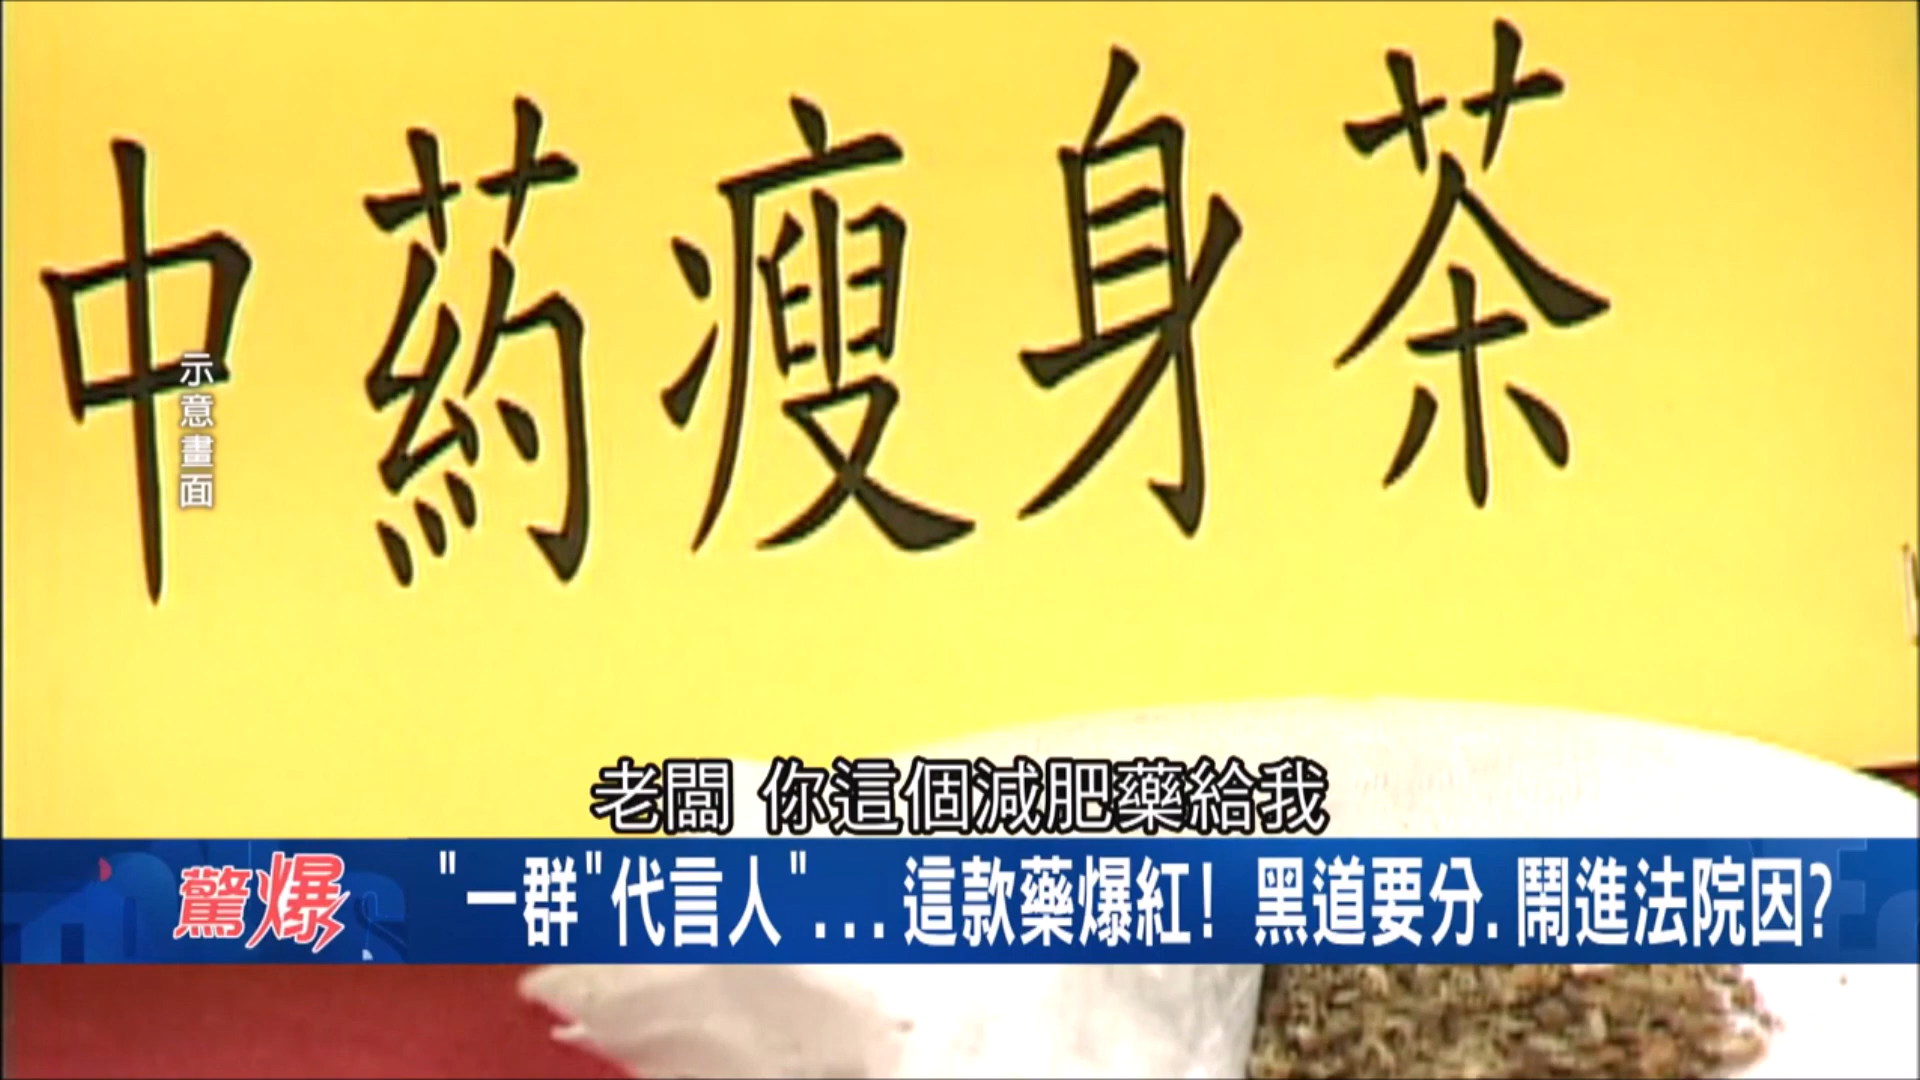 中药瘦身茶
示意畫面
老闆 你這個減肥藥給我
驚爆
"一群"代言人"...這款藥爆紅! 黑道要分.鬧進法院因?